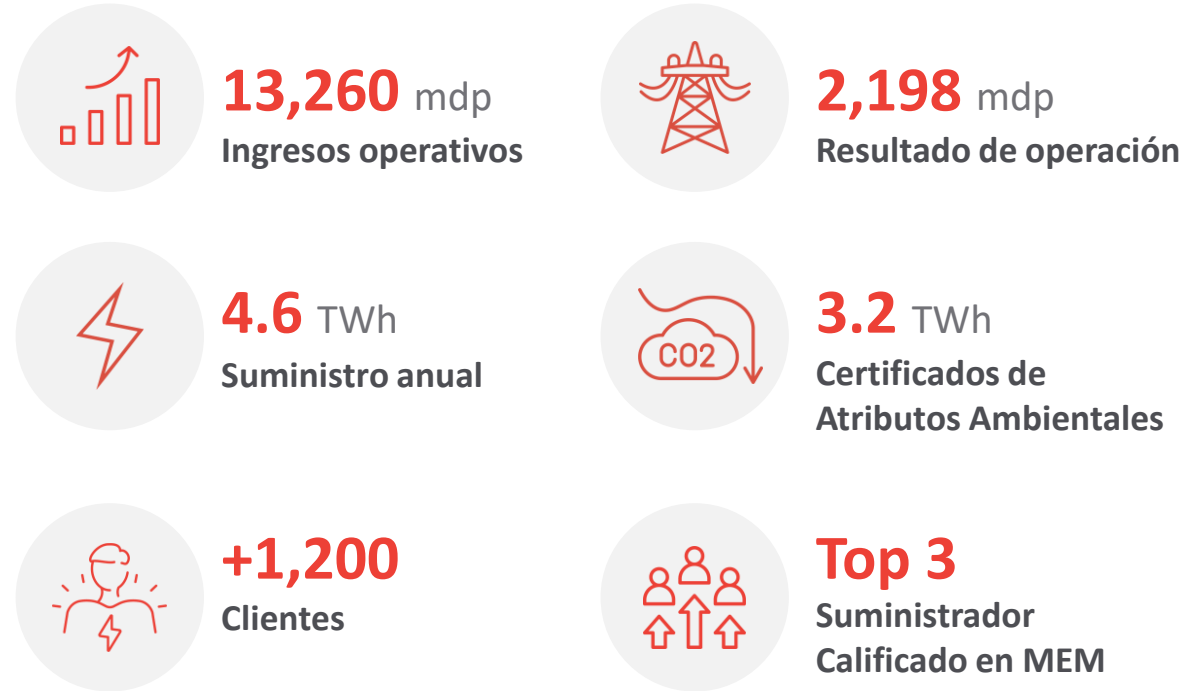 13,260 mdp
Ingresos operativos
2,198 mdp
Resultado de operación
4.6 TWh
Suministro anual
CO2
3.2 TWh
Certificados de
Atributos Ambientales
+1,200
Clientes
Top 3
Suministrador
Calificado en MEM